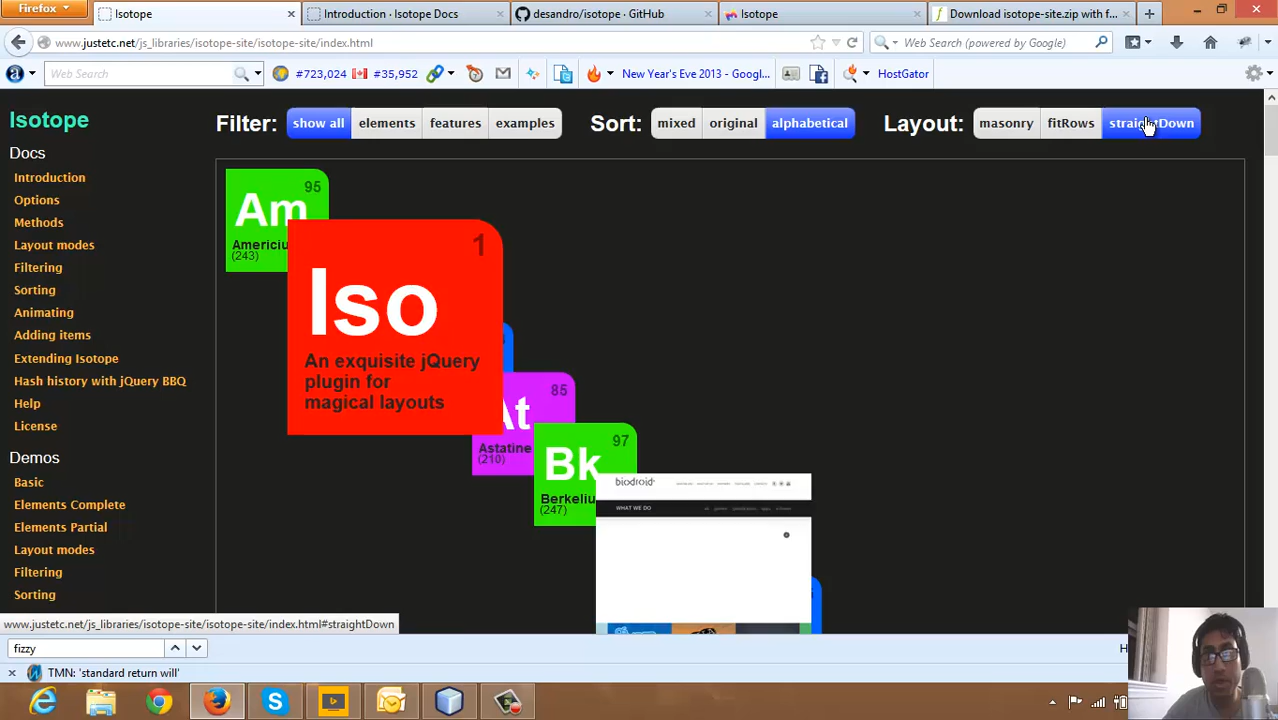 Firefox
Isotope
Introduction · Isotope Docs
desandro/isotope · GitHub
Isotope
Download isotope-site.zip with f...
www.justetc.net/js_libraries/isotope-site/isotope-site/index.html
Web Search (powered by Google)
Web Search
#723,024
#35,952
New Year's Eve 2013 - Googl...
HostGator
Isotope
Docs
Introduction
Options
Methods
Layout modes
Filtering
Sorting
Animating
Adding items
Extending Isotope
Hash history with jQuery BBQ
Help
License
Demos
Basic
Elements Complete
Elements Partial
Layout modes
Filtering
Sorting
Filter:
show all
elements
features
examples
Sort:
mixed
original
alphabetical
Layout:
masonry
fitRows
straightDown
95
Am
Americiu
(243)
1
Iso
An exquisite jQuery
plugin for
magical layouts
85
At
Astatine
(210)
97
Bk
Berkeliu
(247)
biodroid
WHAT WE DO
www.justetc.net/js_libraries/isotope-site/isotope-site/index.html#straightDown
fizzy
H
TMN: 'standard return will'